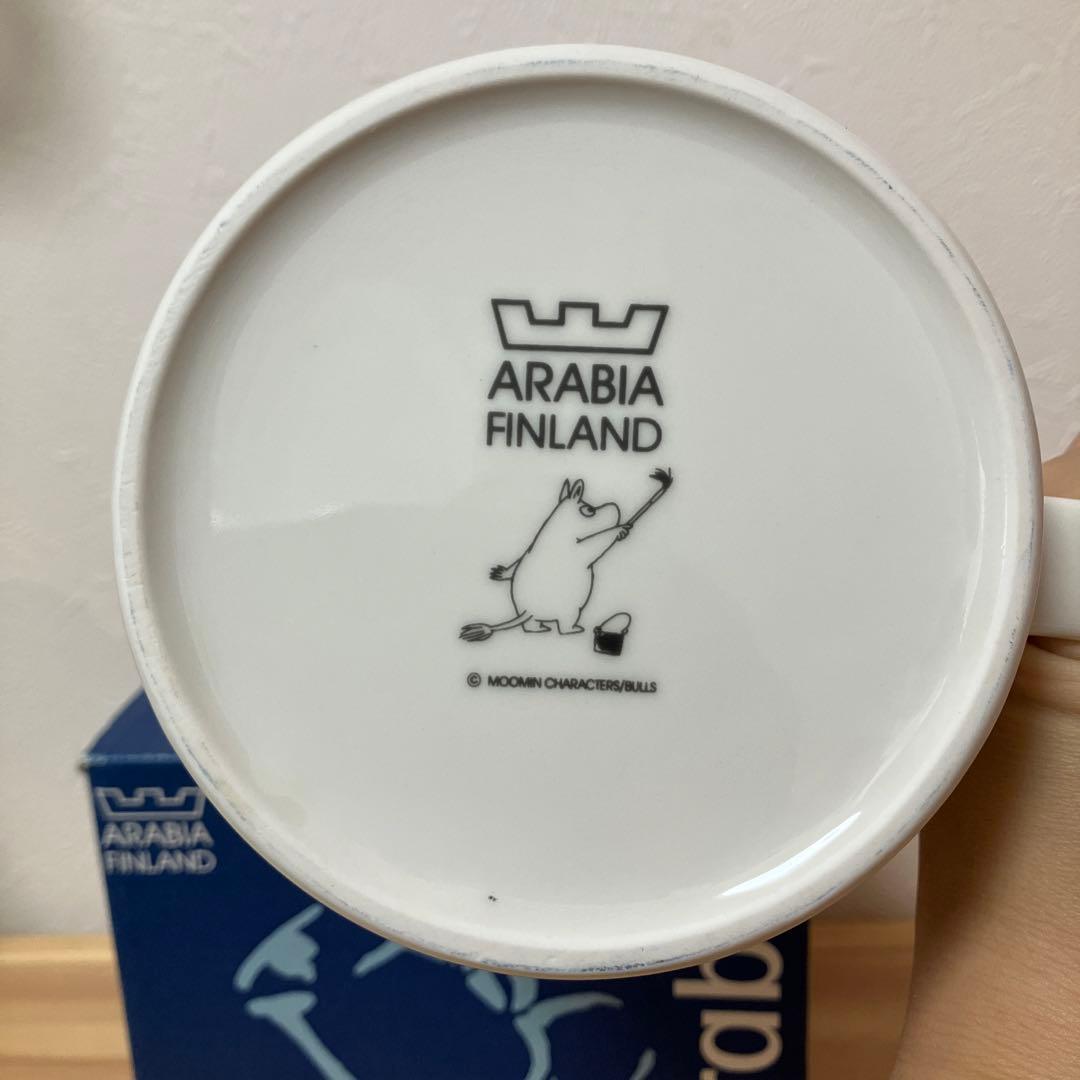 ARABIA
FINLAND
© MOOMIN CHARACTERS/BULLS
ARABIA
FINLAND